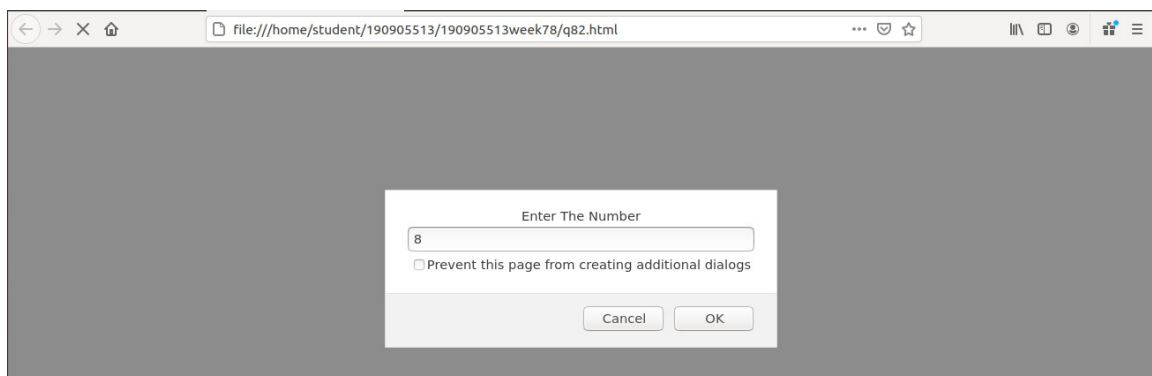 file:///home/student/190905513/190905513week78/q82.html
Enter The Number
8
Prevent this page from creating additional dialogs
Cancel OK